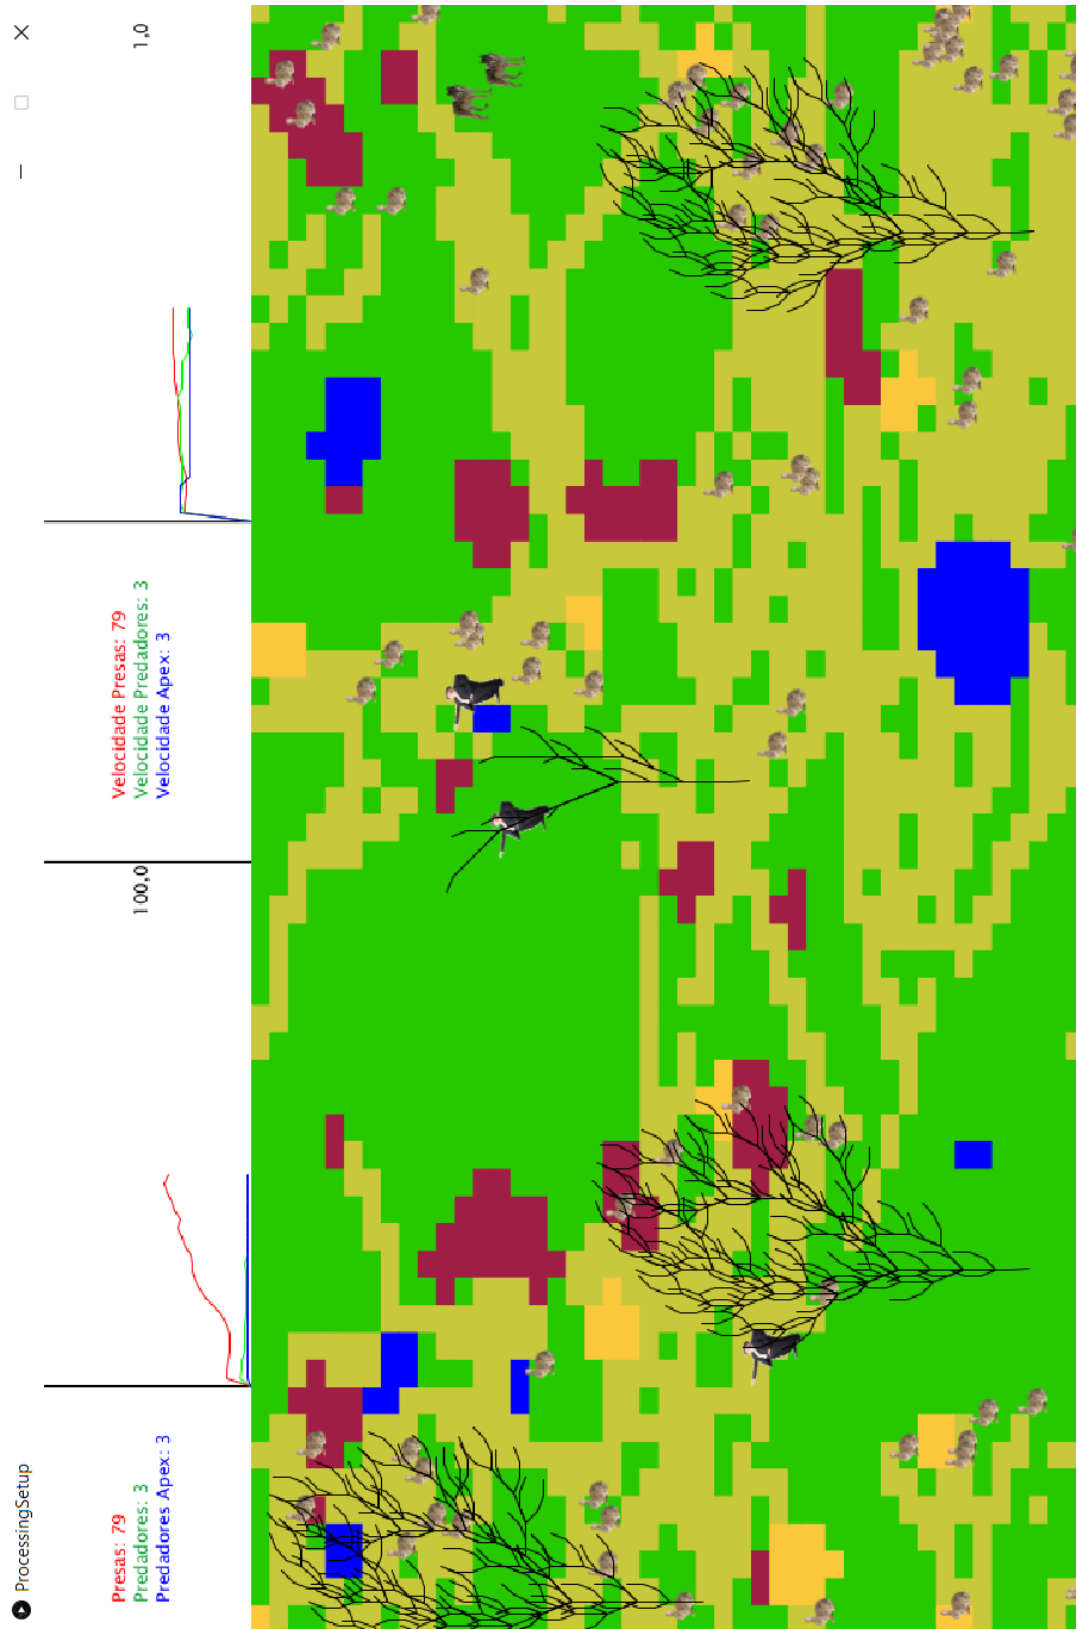 ProcessingSetup
Presas: 79
Predadores: 3
Predadores Apex: 3
100,0
Velocidade Presas: 79
Velocidade Predadores: 3
Velocidade Apex: 3
1,0